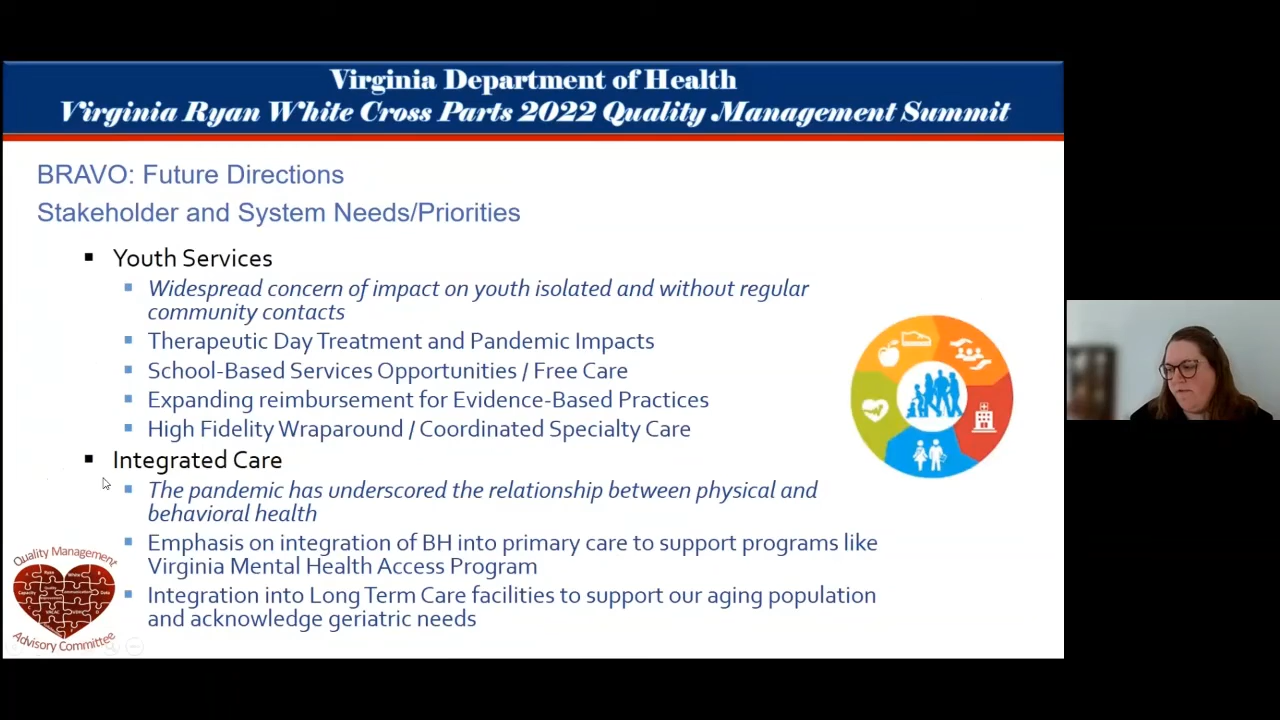 Virginia Department of Health
Virginia Ryan White Cross Parts 2022 Quality Management Summit
BRAVO: Future Directions
Stakeholder and System Needs/Priorities
Youth Services
Widespread concern of impact on youth isolated and without regular
community contacts
Therapeutic Day Treatment and Pandemic Impacts
School-Based Services Opportunities / Free Care
Expanding reimbursement for Evidence-Based Practices
High Fidelity Wraparound / Coordinated Specialty Care
Integrated Care
The pandemic has underscored the relationship between physical and
behavioral health
Emphasis on integration of BH into primary care to support programs like
Virginia Mental Health Access Program
Integration into Long Term Care facilities to support our aging population
and acknowledge geriatric needs
Quality Management
Advisory Committee